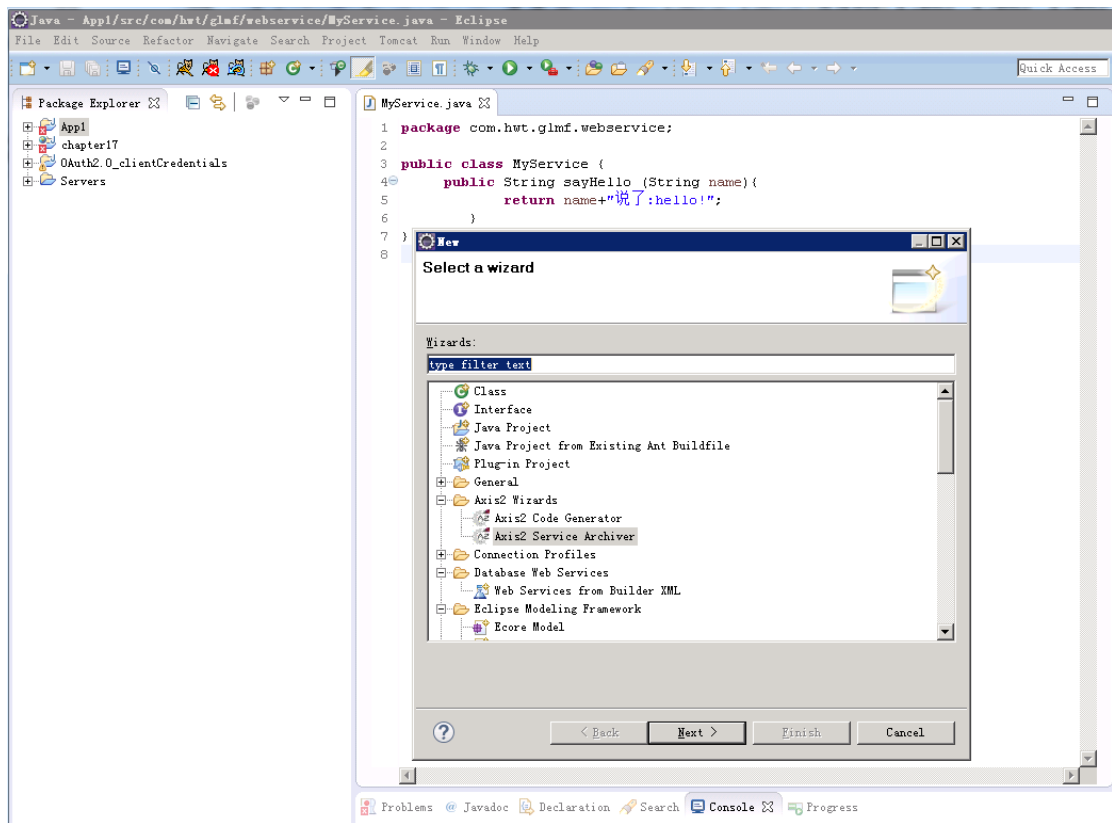 Java - App1/src/com/hwt/glmf/webservice/MyService.java - Eclipse
File Edit Source Refactor Navigate Search Project Tomcat Run Window Help
Quick Access
Package Explorer
App1
chapter17
OAuth2.0_clientCredentials
Servers
MyService.java
1 package com.hwt.glmf.webservice;
2
3 public class MyService {
4 public String sayHello (String name){
5 return name+"说了:hello!";
6 }
7 }
8
New
Select a wizard
Wizards:
type filter text
Class
Interface
Java Project
Java Project from Existing Ant Buildfile
Plug-in Project
General
Axis2 Wizards
Axis2 Code Generator
Axis2 Service Archiver
Connection Profiles
Database Web Services
Web Services from Builder XML
Eclipse Modeling Framework
Ecore Model
< Back Next > Finish Cancel
Problems @ Javadoc Declaration Search Console Progress